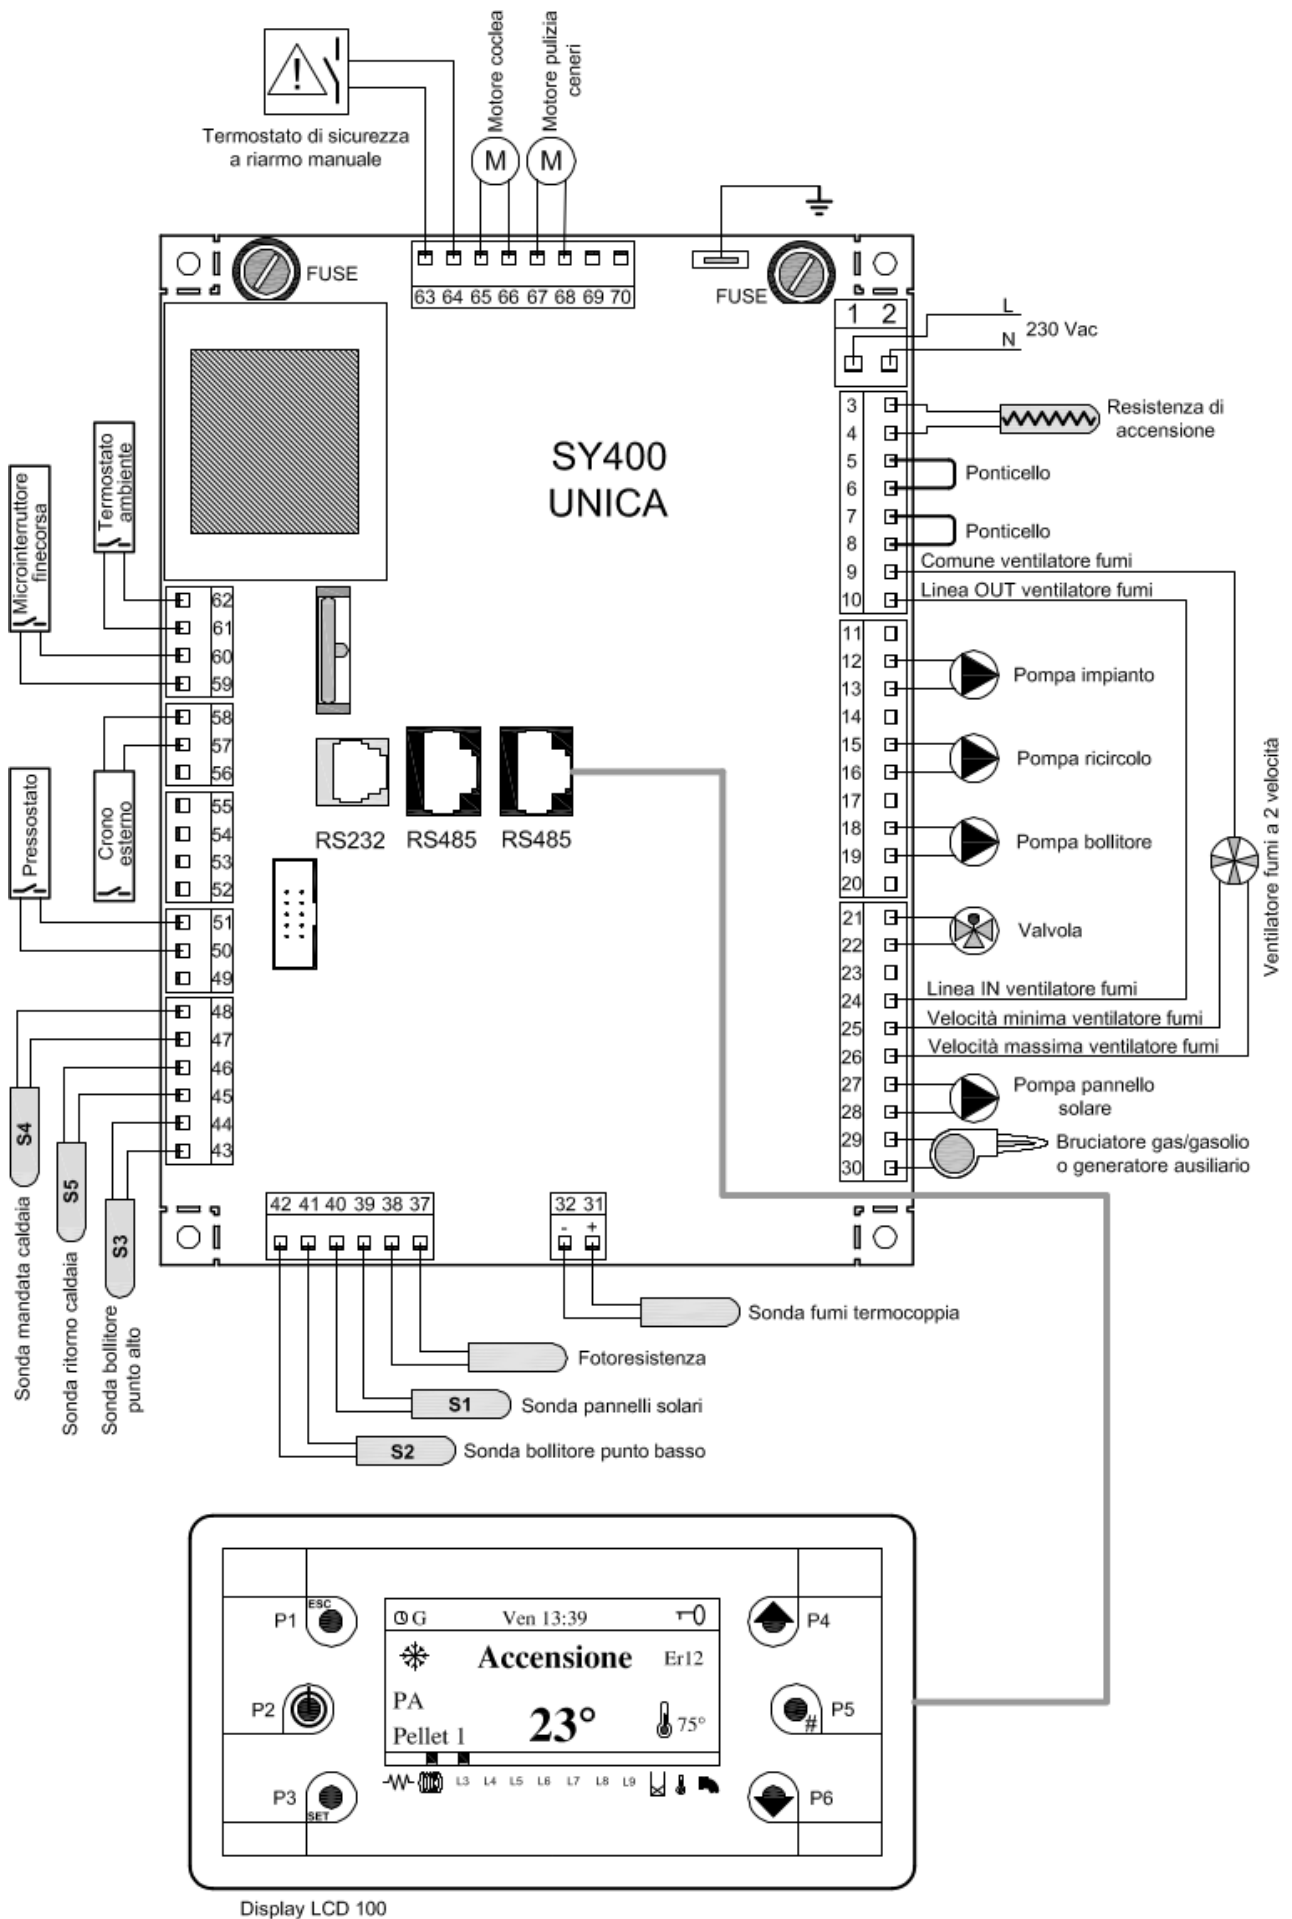 Motore coclea
Motore pulizia
ceneri
Termostato di sicurezza
a riarmo manuale
M
M
FUSE
63 64 65 66 67 68 69 70
FUSE
1 2
L
N
230 Vac
SY400
UNICA
3
4
5
6
7
8
9
10
Resistenza di
accensione
Ponticello
Ponticello
Comune ventilatore fumi
Linea OUT ventilatore fumi
Termostato
ambiente
Microinterruttore
finecorsa
62
61
60
59
58
57
56
55
54
53
52
51
50
49
48
47
46
45
44
43
Crono
esterno
Pressostato
RS232
RS485
RS485
11
12
13
14
15
16
17
18
19
20
Pompa impianto
Pompa ricircolo
Pompa bollitore
Ventilatore fumi a 2 velocità
21
22
23
24
25
26
27
28
29
30
Valvola
Linea IN ventilatore fumi
Velocità minima ventilatore fumi
Velocità massima ventilatore fumi
Pompa pannello
solare
Bruciatore gas/gasolio
o generatore ausiliario
S4
S5
S3
Sonda mandata caldaia
Sonda ritorno caldaia
Sonda bollitore
punto alto
42 41 40 39 38 37
32 31
- +
Sonda fumi termocoppia
Fotoresistenza
S1
Sonda pannelli solari
S2
Sonda bollitore punto basso
P1
ESC
P2
P3
SET
G
Ven 13:39
Accensione
Er12
PA
Pellet 1
23°
75°
L3 L4 L5 L6 L7 L8 L9
P4
P5
#
P6
Display LCD 100